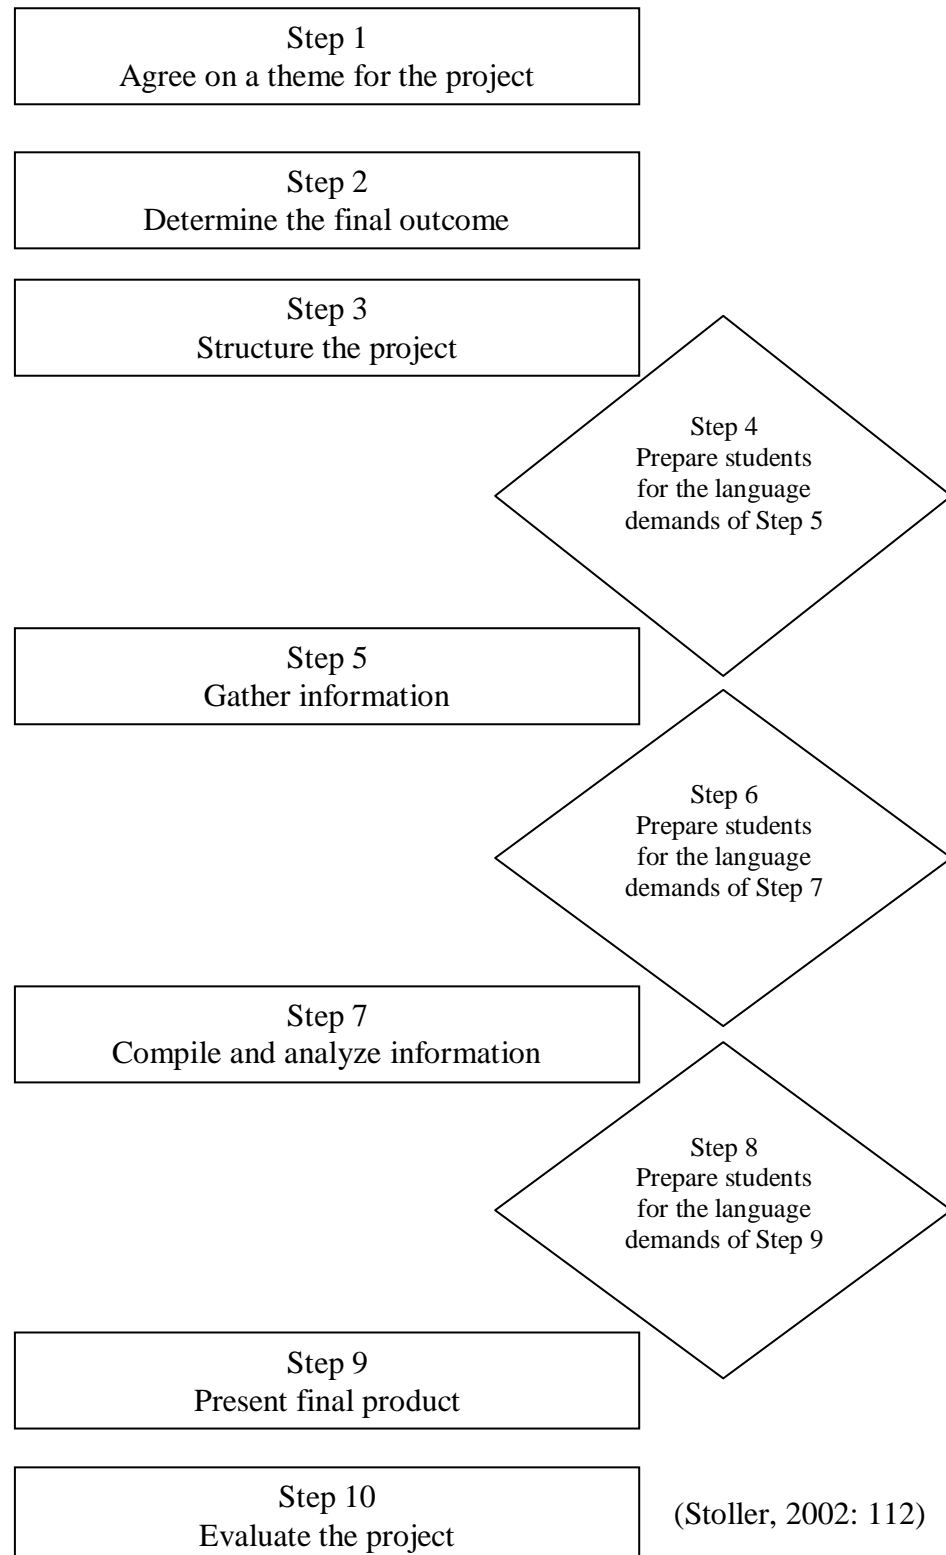 Step 1
Agree on a theme for the project
Step 2
Determine the final outcome
Step 3
Structure the project
Step 4
Prepare students
for the language
demands of Step 5
Step 5
Gather information
Step 6
Prepare students
for the language
demands of Step 7
Step 7
Compile and analyze information
Step 8
Prepare students
for the language
demands of Step 9
Step 9
Present final product
Step 10
Evaluate the project
(Stoller, 2002: 112)